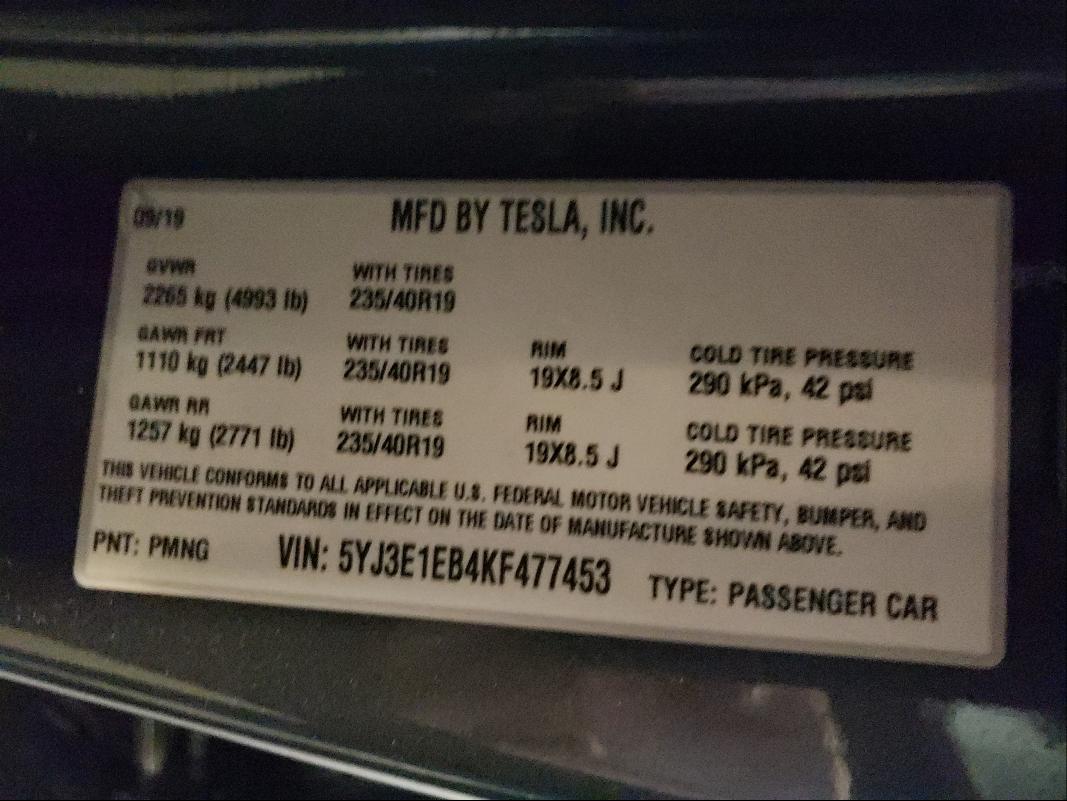 09/19 MFD BY TESLA, INC.
GVWR WITH TIRES
2265 kg (4993 lb) 235/40R19
GAWR FRT WITH TIRES RIM COLD TIRE PRESSURE
1110 kg (2447 lb) 235/40R19 19X8.5 J 290 kPa, 42 psi
GAWR RR WITH TIRES RIM COLD TIRE PRESSURE
1257 kg (2771 lb) 235/40R19 19X8.5 J 290 kPa, 42 psi
THIS VEHICLE CONFORMS TO ALL APPLICABLE U.S. FEDERAL MOTOR VEHICLE SAFETY, BUMPER, AND
THEFT PREVENTION STANDARDS IN EFFECT ON THE DATE OF MANUFACTURE SHOWN ABOVE.
PNT: PMNG VIN: 5YJ3E1EB4KF477453 TYPE: PASSENGER CAR